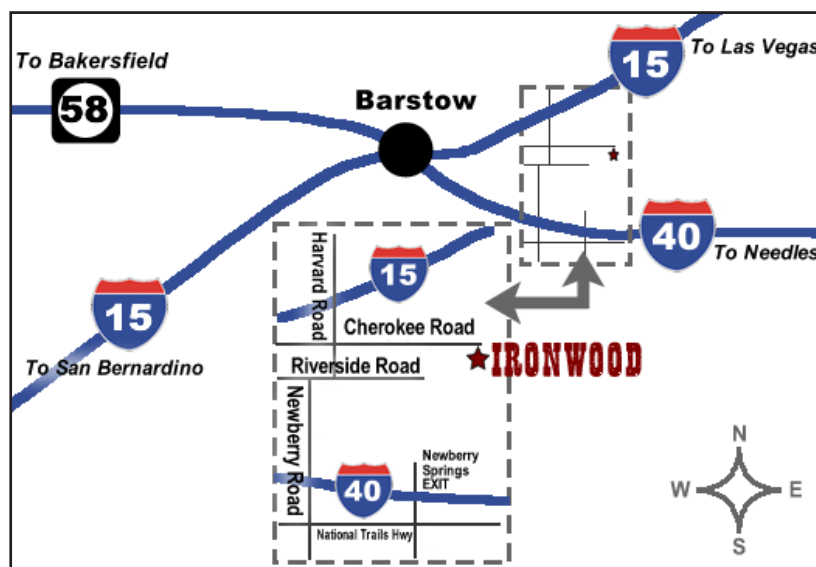 To Bakersfield
58
Barstow
15
To Las Vegas
40
To Needles
15
To San Bernardino
Harvard Road
15
Cherokee Road
IRONWOOD
Riverside Road
Newberry Road
Newberry
Springs
EXIT
40
National Trails Hwy
N
W
E
S